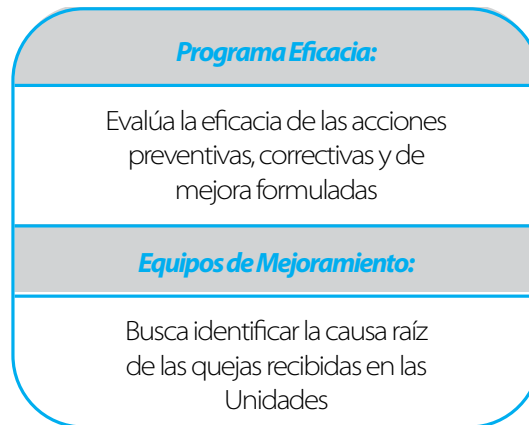 Programa Eficacia:
Evalúa la eficacia de las acciones
preventivas, correctivas y de
mejora formuladas
Equipos de Mejoramiento:
Busca identificar la causa raíz
de las quejas recibidas en las
Unidades